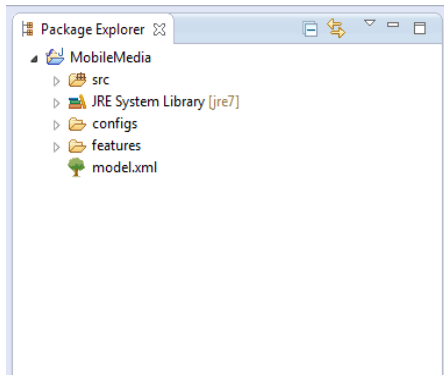 Package Explorer
MobileMedia
src
JRE System Library [jre7]
configs
features
model.xml